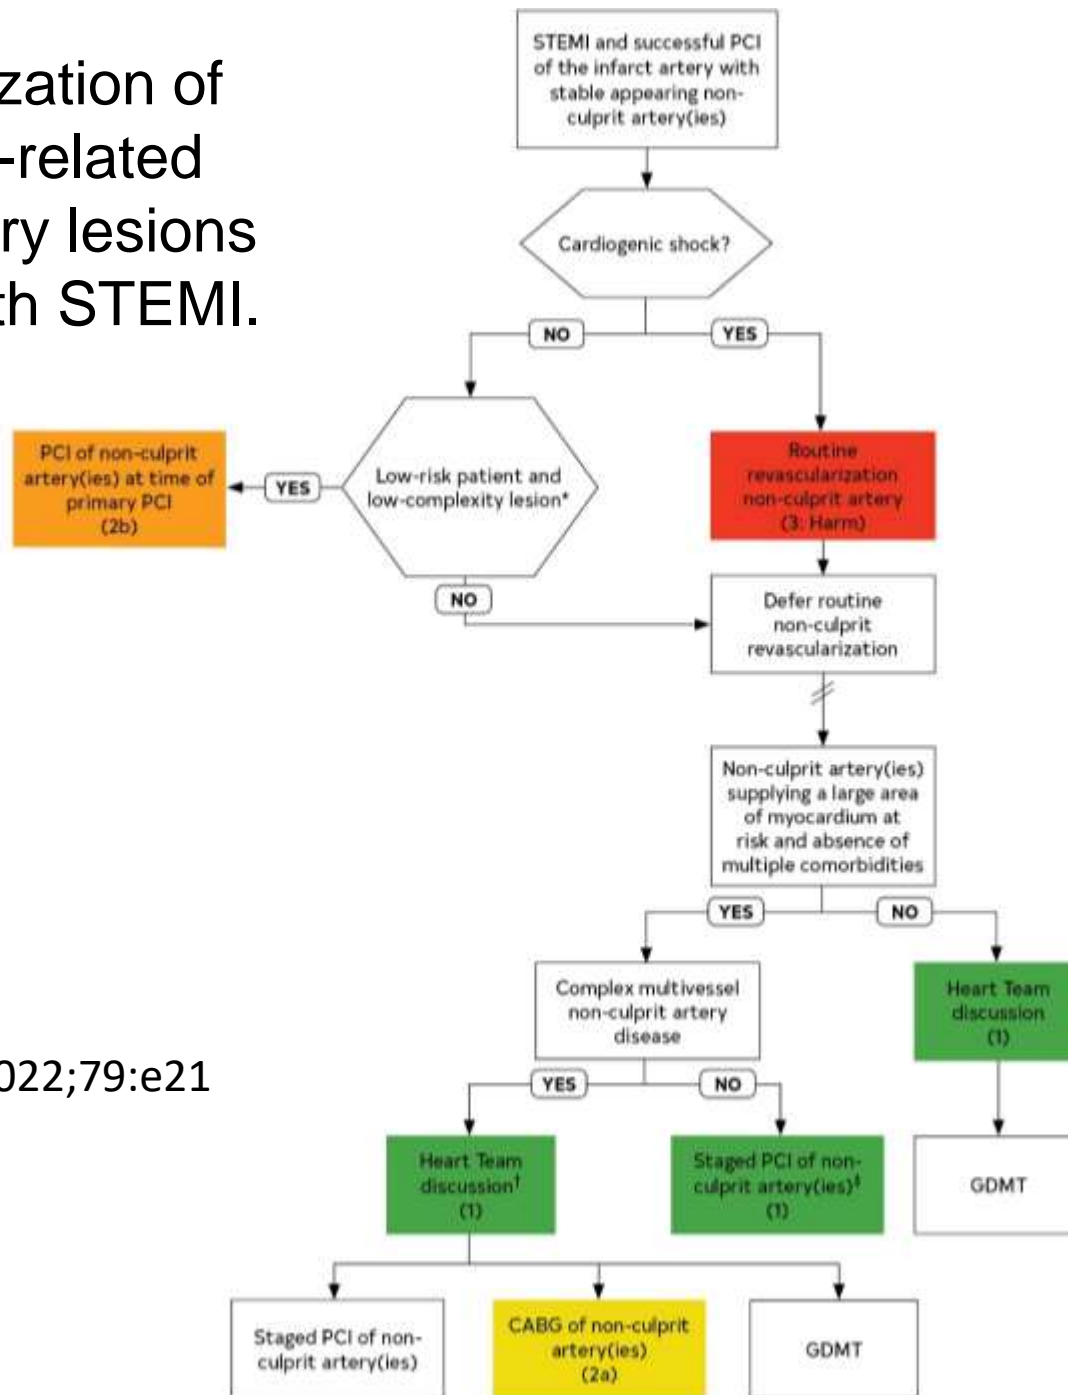 zation of
-related
ry lesions
th STEMI.
022;79:e21
STEMI and successful PCI
of the infarct artery with
stable appearing non-
culprit artery(ies)
Cardiogenic shock?
NO
YES
PCI of non-culprit
artery(ies) at time of
primary PCI
(2b)
YES
Low-risk patient and
low-complexity lesion*
Routine
revascularization
non-culprit artery
(3: Harm)
NO
Defer routine
non-culprit
revascularization
Non-culprit artery(ies)
supplying a large area
of myocardium at
risk and absence of
multiple comorbidities
YES
NO
Complex multivessel
non-culprit artery
disease
Heart Team
discussion
(1)
YES
NO
Heart Team
discussion†
(1)
Staged PCI of non-
culprit artery(ies)‡
(1)
GDMT
Staged PCI of non-
culprit artery(ies)
CABG of non-culprit
artery(ies)
(2a)
GDMT